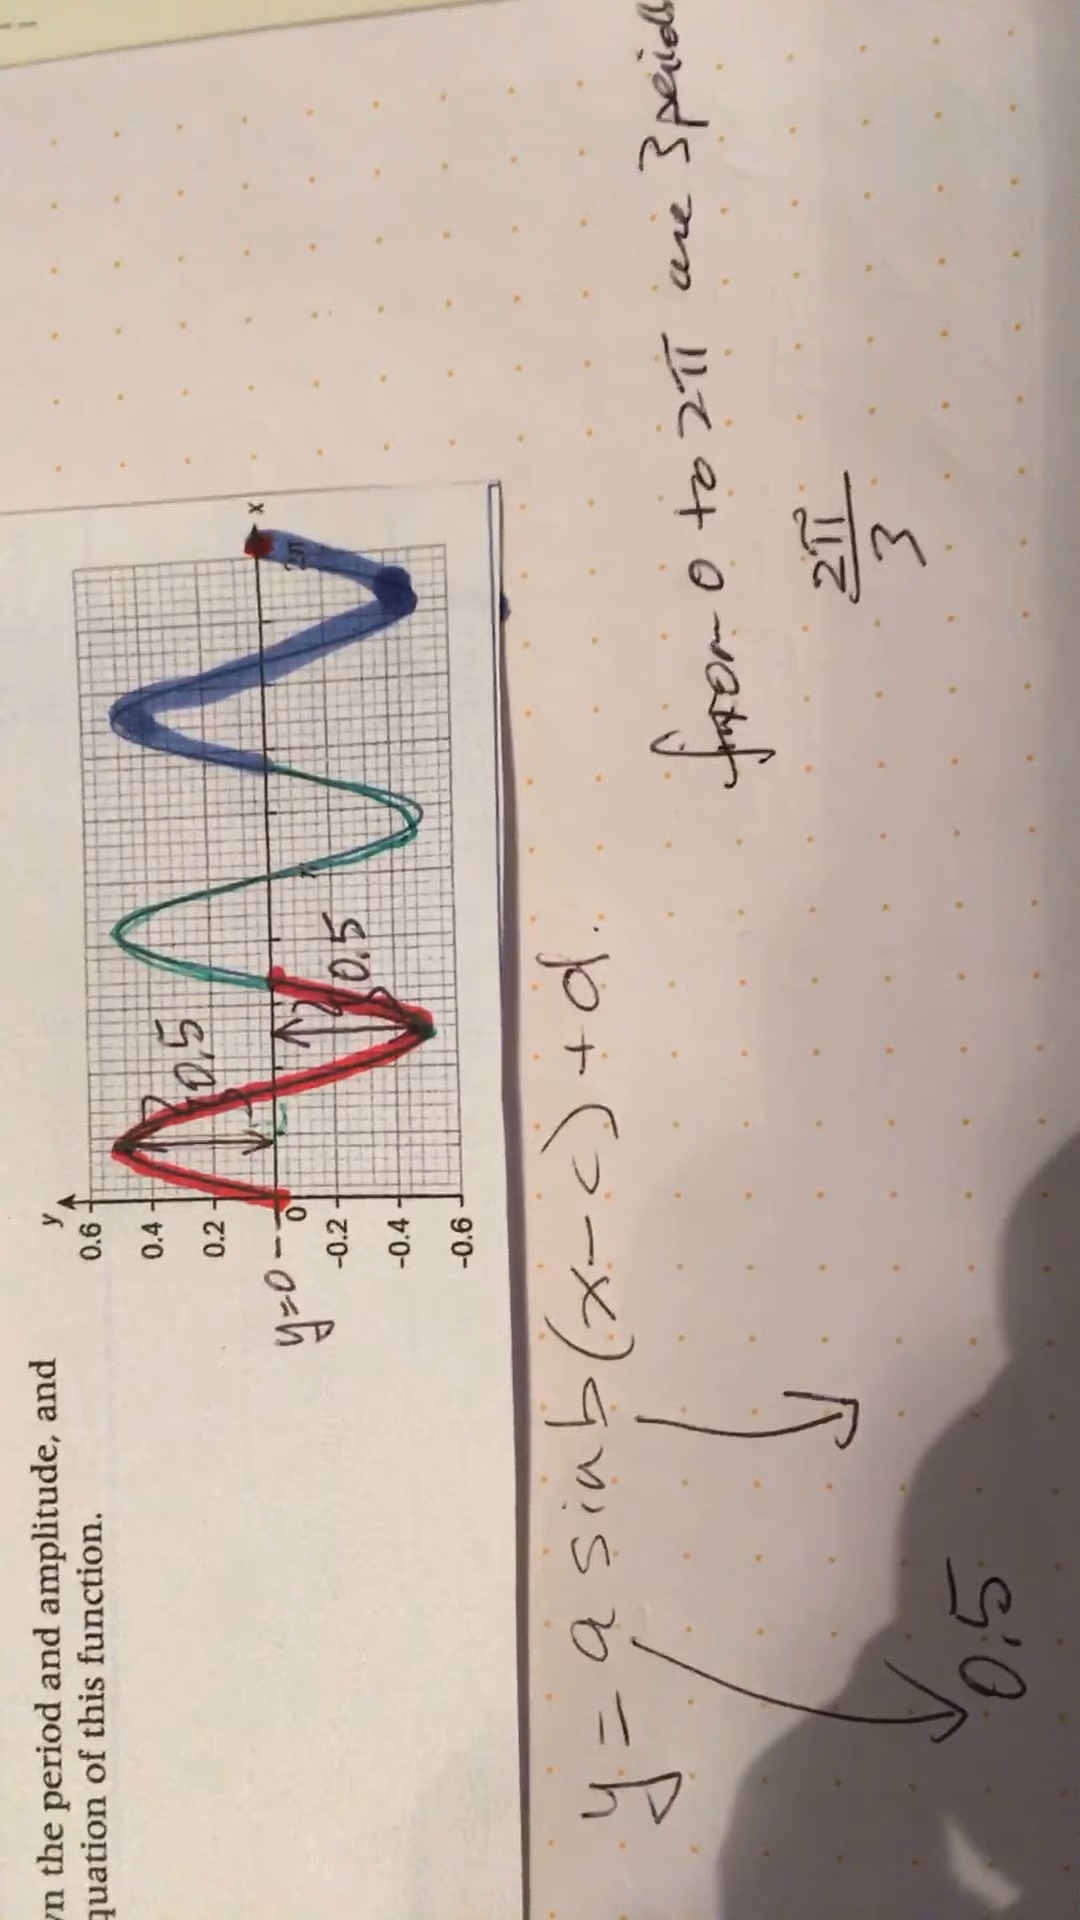 the period and amplitude, and
of this function.
y
0.6
0.4
0.2
y=0
0
-0.2
-0.4
-0.6
0.5
0.5
π
2π
x
y = a sin b(x-c) + d.
0.5
from 0 to 2π are 3
2π
3